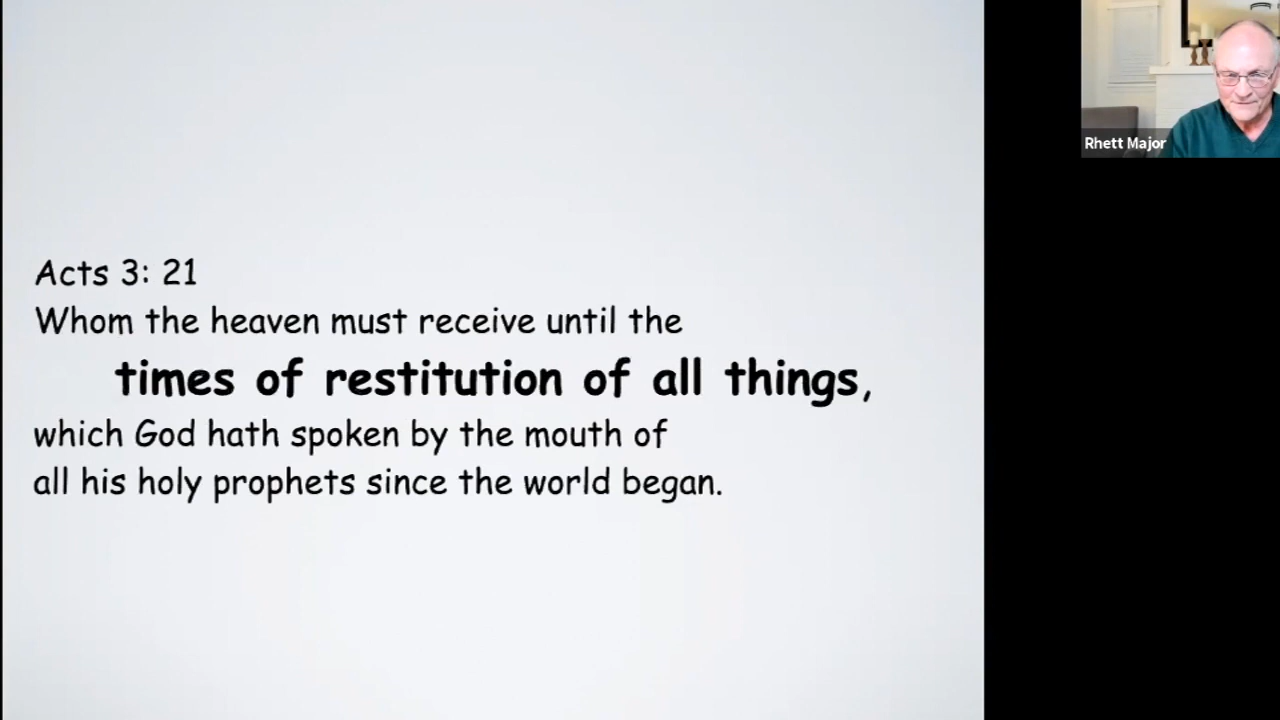 Acts 3: 21
Whom the heaven must receive until the
times of restitution of all things,
which God hath spoken by the mouth of
all his holy prophets since the world began.
Rhett Major